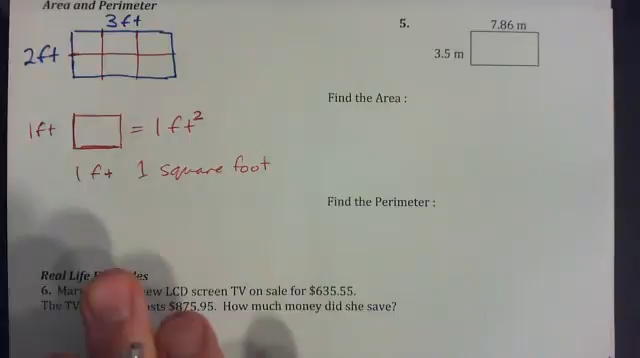 Area and Perimeter
3ft
2ft
1ft = 1 ft²
1 ft 1 square foot
5.
7.86 m
3.5 m
Find the Area :
Find the Perimeter :
Real Life
6. LCD screen TV on sale for $635.55.
The TV $875.95. How much money did she save?